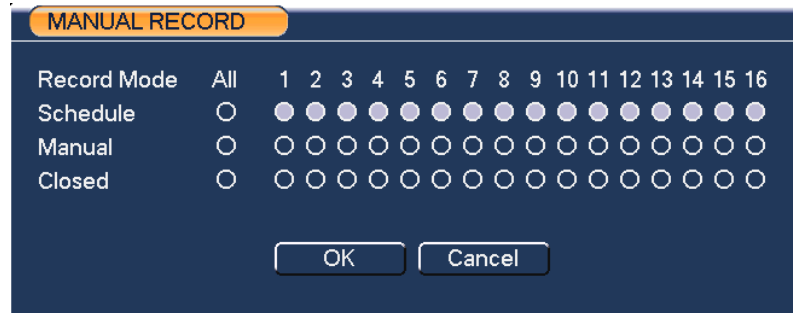 MANUAL RECORD
Record Mode All 1 2 3 4 5 6 7 8 9 10 11 12 13 14 15 16
Schedule
Manual
Closed
OK Cancel